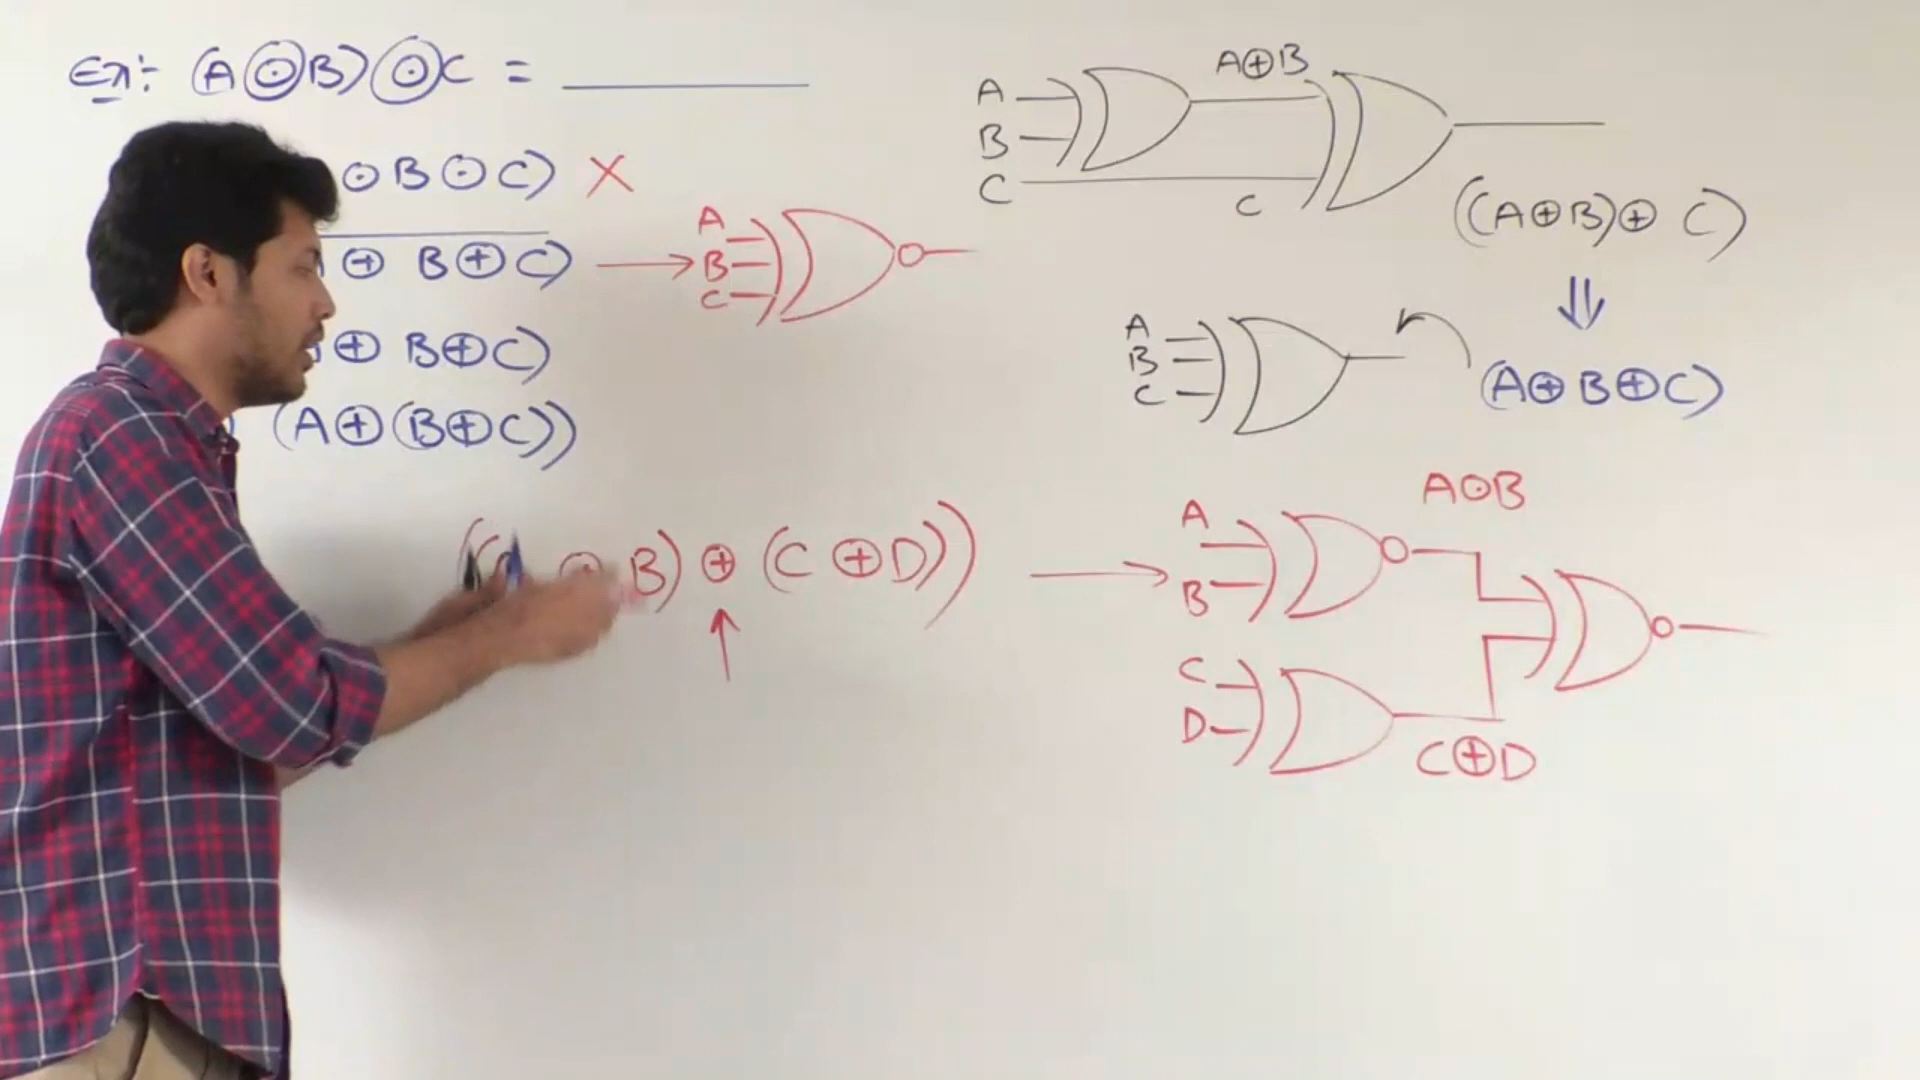 Ex:- (A ⊙ B) ⊙ C = ________
⊙ B ⊙ C) ✗
⊕ B ⊕ C) →
⊕ B ⊕ C)
(A ⊕ (B ⊕ C))
A
B
C
B) ⊕ (C ⊕ D)) →
↑
A
B
C
A ⊕ B
C
((A ⊕ B) ⊕ C)
⇓
A
B
C
(A ⊕ B ⊕ C)
A
B
A ⊙ B
C
D
C ⊕ D